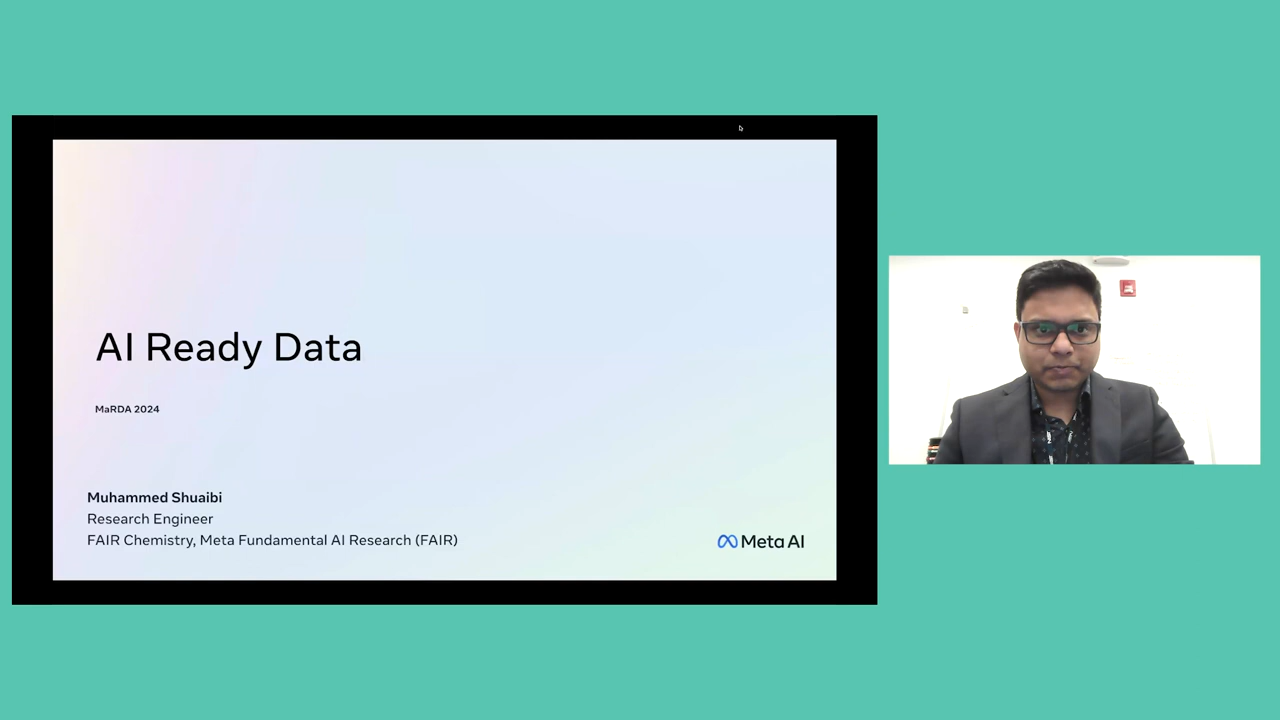 AI Ready Data
MaRDA 2024
Muhammed Shuaibi
Research Engineer
FAIR Chemistry, Meta Fundamental AI Research (FAIR)
Meta AI